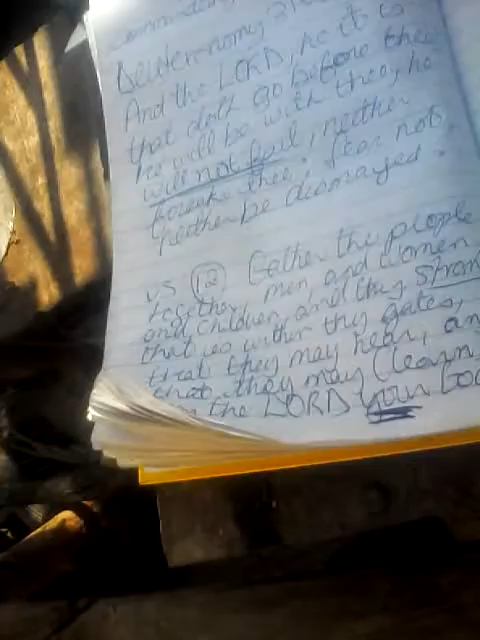 Deuteronomy
And the LORD, he it is
that doth go before thee
he will be with thee, he
will not fail, neither
forsake thee: fear not
neither be dismayed.
vs 12 Gather the people
together, men and women
and children, and thy stran
that is within thy gates,
that they may hear, an
that they may learn
the LORD your God